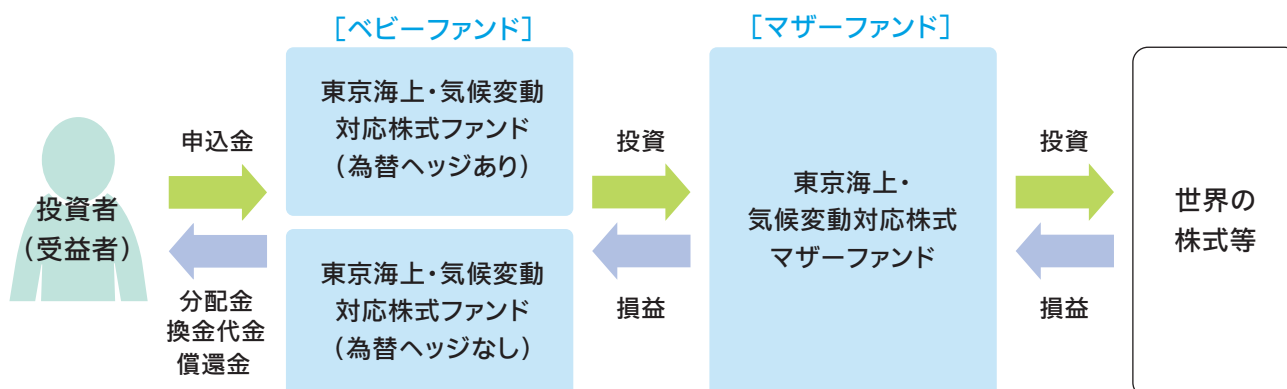 [ベビーファンド]
[マザーファンド]
投資者
(受益者)
申込金
分配金
換金代金
償還金
東京海上・気候変動
対応株式ファンド
(為替ヘッジあり)
東京海上・気候変動
対応株式ファンド
(為替ヘッジなし)
投資
損益
東京海上・
気候変動対応株式
マザーファンド
投資
損益
世界の
株式等